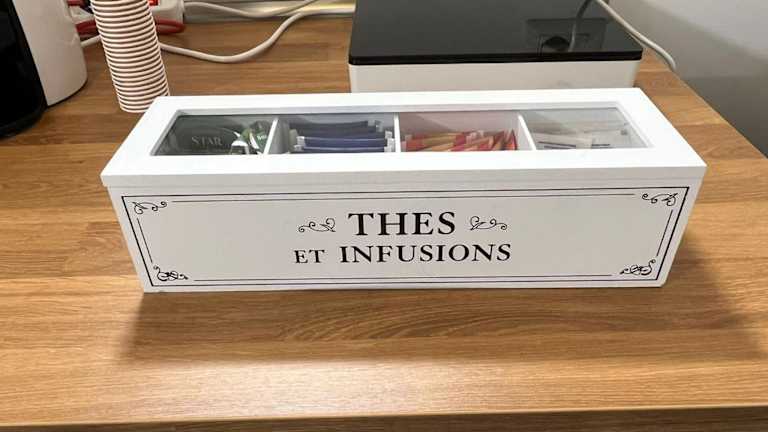 STAR
THES
ET INFUSIONS